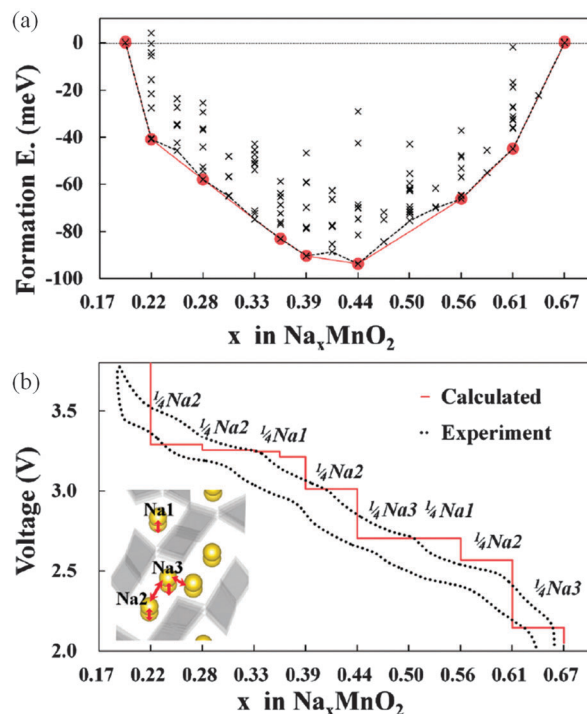 (a)
0
-20
-40
-60
-80
-100
Formation E. (meV)
0.17 0.22 0.28 0.33 0.39 0.44 0.50 0.56 0.61 0.67
x in NaxMnO2
(b)
3.5
3.0
2.5
2.0
Voltage (V)
¼Na2
¼Na2
¼Na1
¼Na2
¼Na3 ¼Na1
¼Na2
¼Na3
Calculated
Experiment
Na1
Na3
Na2
0.17 0.22 0.28 0.33 0.39 0.44 0.50 0.56 0.61 0.67
x in NaxMnO2